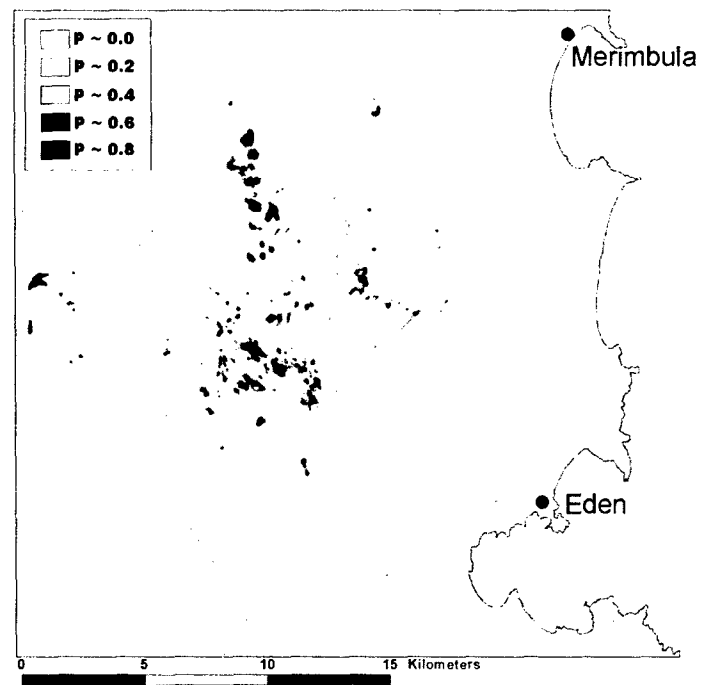 p ~ 0.0
p ~ 0.2
p ~ 0.4
p ~ 0.6
p ~ 0.8
Merimbula
Eden
0 5 10 15 Kilometers